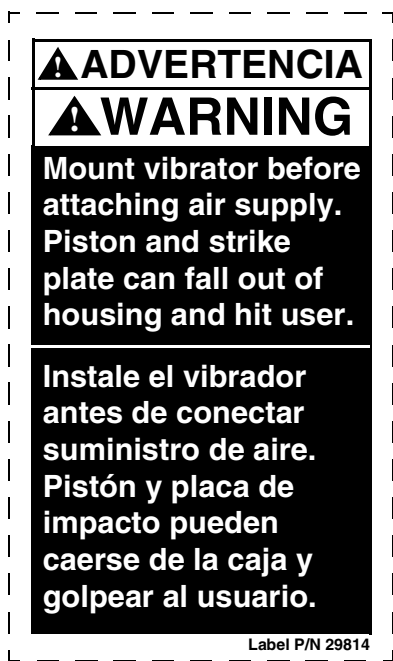 ⚠ADVERTENCIA
⚠WARNING
Mount vibrator before
attaching air supply.
Piston and strike
plate can fall out of
housing and hit user.
Instale el vibrador
antes de conectar
suministro de aire.
Pistón y placa de
impacto pueden
caerse de la caja y
golpear al usuario.
Label P/N 29814